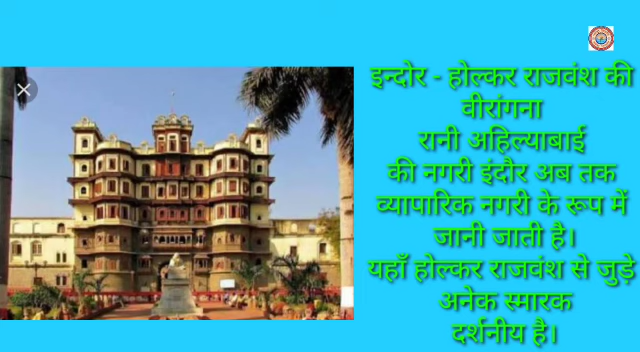 इन्दोर - होल्कर राजवंश की
वीरांगना
रानी अहिल्याबाई
की नगरी इंदौर अब तक
व्यापारिक नगरी के रूप में
जानी जाती है।
यहाँ होल्कर राजवंश से जुड़े
अनेक स्मारक
दर्शनीय है।